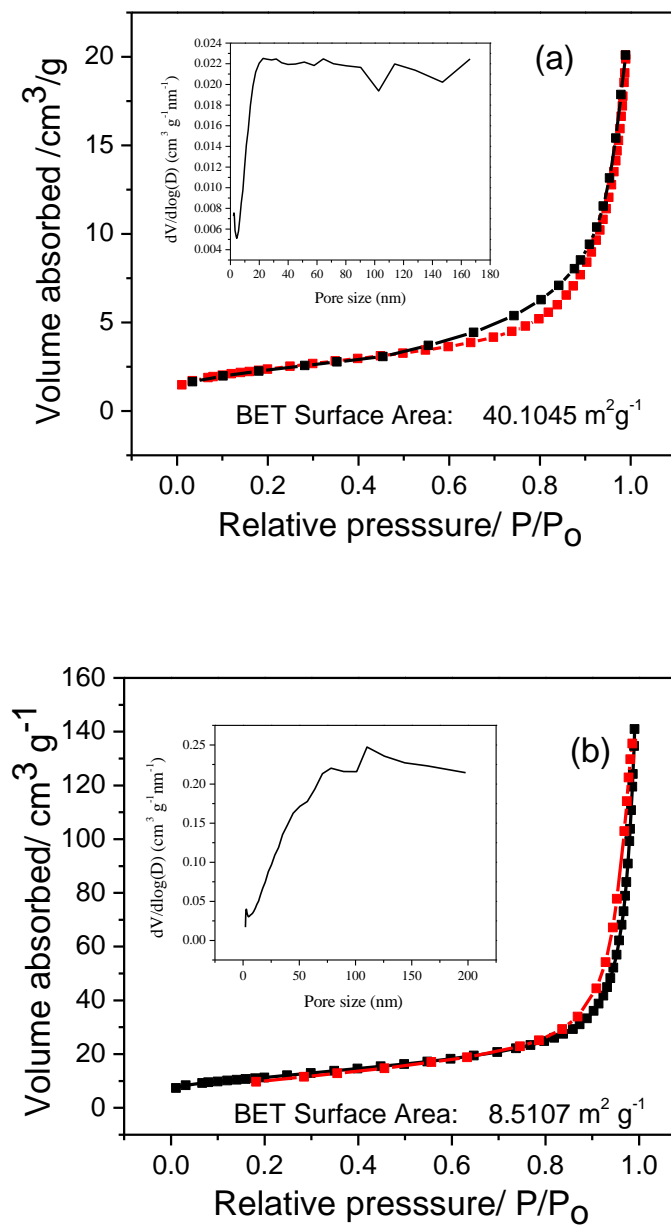 (a)
Volume absorbed /cm³/g
20
15
10
5
0
0.0 0.2 0.4 0.6 0.8 1.0
Relative presssure/ P/Po
BET Surface Area: 40.1045 m²g⁻¹
dV/dlog(D) (cm³ g⁻¹nm⁻¹)
0.024
0.022
0.020
0.018
0.016
0.014
0.012
0.010
0.008
0.006
0.004
0 20 40 60 80 100 120 140 160 180
Pore size (nm)
(b)
Volume absorbed/ cm³ g⁻¹
160
140
120
100
80
60
40
20
0
0.0 0.2 0.4 0.6 0.8 1.0
Relative presssure/ P/Po
BET Surface Area: 8.5107 m² g⁻¹
dV/dlog(D) (cm³ g⁻¹nm⁻¹)
0.25
0.20
0.15
0.10
0.05
0.00
0 50 100 150 200
Pore size (nm)